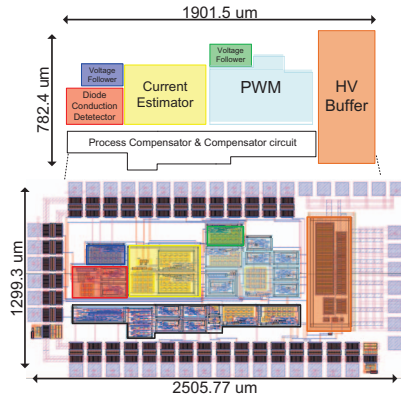 1901.5 um
782.4 um
Voltage
Follower
Voltage
Follower
Diode
Conduction
Detetector
Current
Estimator
PWM
HV
Buffer
Process Compensator & Compensator circuit
1299.3 um
2505.77 um